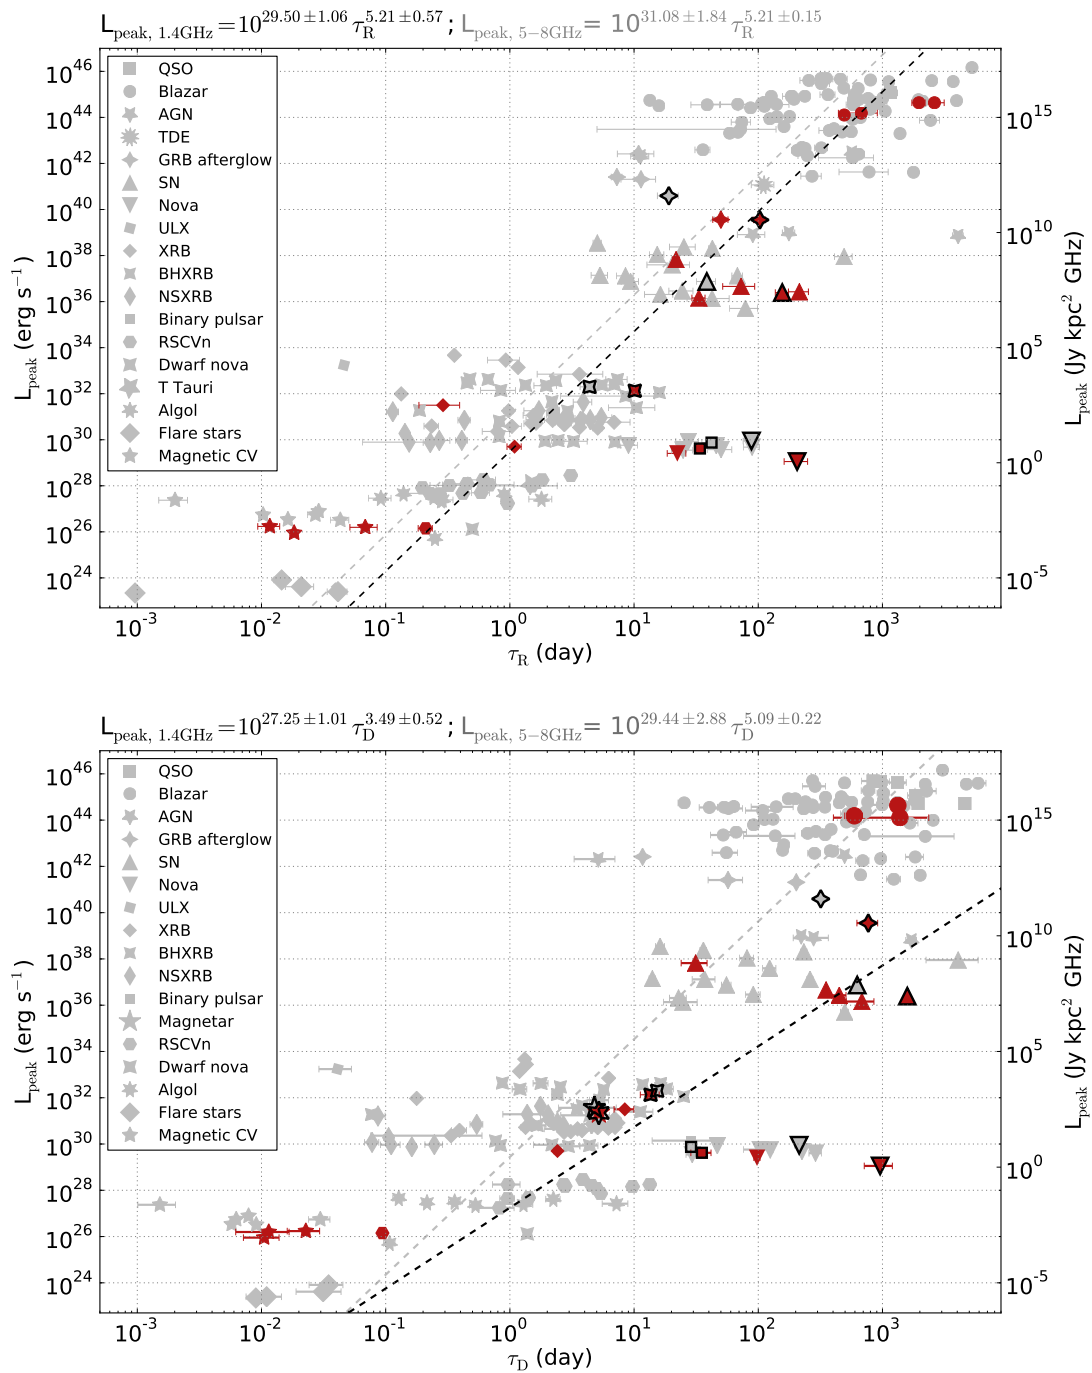 L_peak, 1.4GHz = 10^29.50±1.06 τ_R^5.21±0.57 ; L_peak, 5−8GHz = 10^31.08±1.84 τ_R^5.21±0.15
QSO
Blazar
AGN
TDE
GRB afterglow
SN
Nova
ULX
XRB
BHXRB
NSXRB
Binary pulsar
RSCVn
Dwarf nova
T Tauri
Algol
Flare stars
Magnetic CV
10^46
10^44
10^42
10^40
10^38
10^36
10^34
10^32
10^30
10^28
10^26
10^24
L_peak (erg s^−1)
10^15
10^10
10^5
10^0
10^-5
L_peak (Jy kpc^2 GHz)
10^-3 10^-2 10^-1 10^0 10^1 10^2 10^3
τ_R (day)
L_peak, 1.4GHz = 10^27.25±1.01 τ_D^3.49±0.52 ; L_peak, 5−8GHz = 10^29.44±2.88 τ_D^5.09±0.22
QSO
Blazar
AGN
GRB afterglow
SN
Nova
ULX
XRB
BHXRB
NSXRB
Binary pulsar
Magnetar
RSCVn
Dwarf nova
Algol
Flare stars
Magnetic CV
10^46
10^44
10^42
10^40
10^38
10^36
10^34
10^32
10^30
10^28
10^26
10^24
L_peak (erg s^−1)
10^15
10^10
10^5
10^0
10^-5
L_peak (Jy kpc^2 GHz)
10^-3 10^-2 10^-1 10^0 10^1 10^2 10^3
τ_D (day)